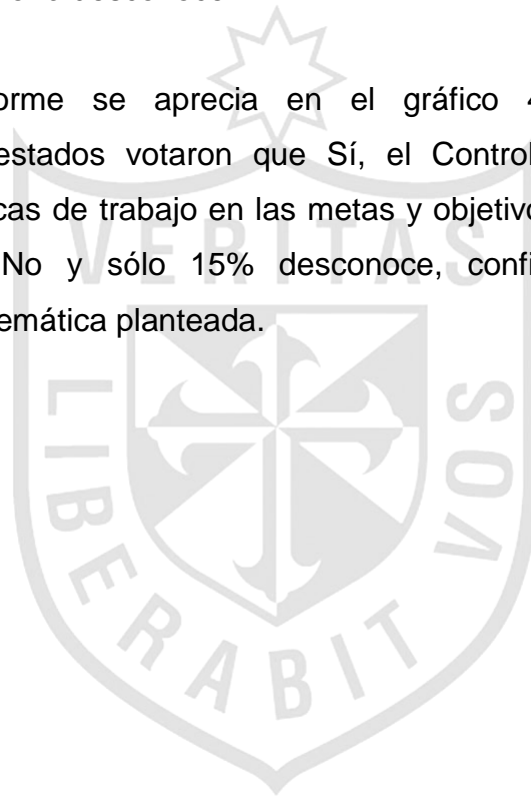 orme se aprecia en el gráfico 4
estados votaron que Sí, el Control
cas de trabajo en las metas y objetivo
No y sólo 15% desconoce, confi
emática planteada.
VERITAS
LIBERABIT
VOS